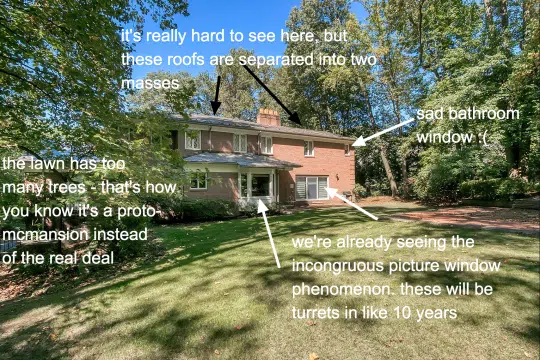 it's really hard to see here, but
these roofs are separated into two
masses
sad bathroom
window :(
the lawn has too
many trees - that's how
you know it's a proto-
mcmansion instead
of the real deal
we're already seeing the
incongruous picture window
phenomenon. these will be
turrets in like 10 years